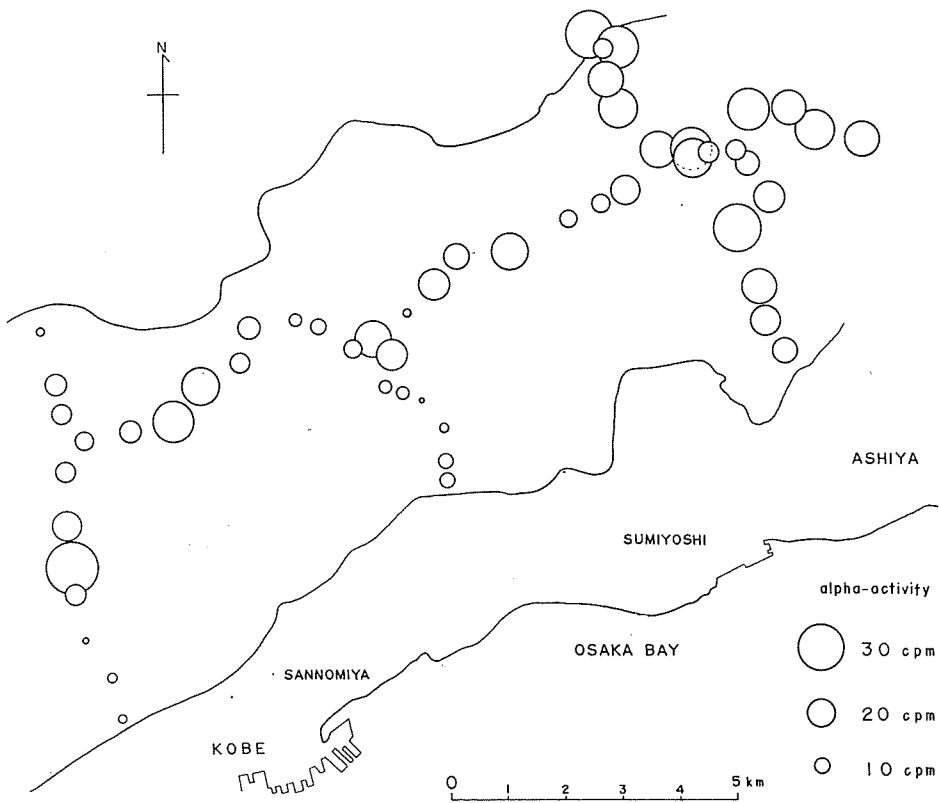 N
ASHIYA
SUMIYOSHI
alpha-activity
OSAKA BAY
30 cpm
SANNOMIYA
20 cpm
KOBE
10 cpm
0 1 2 3 4 5 km